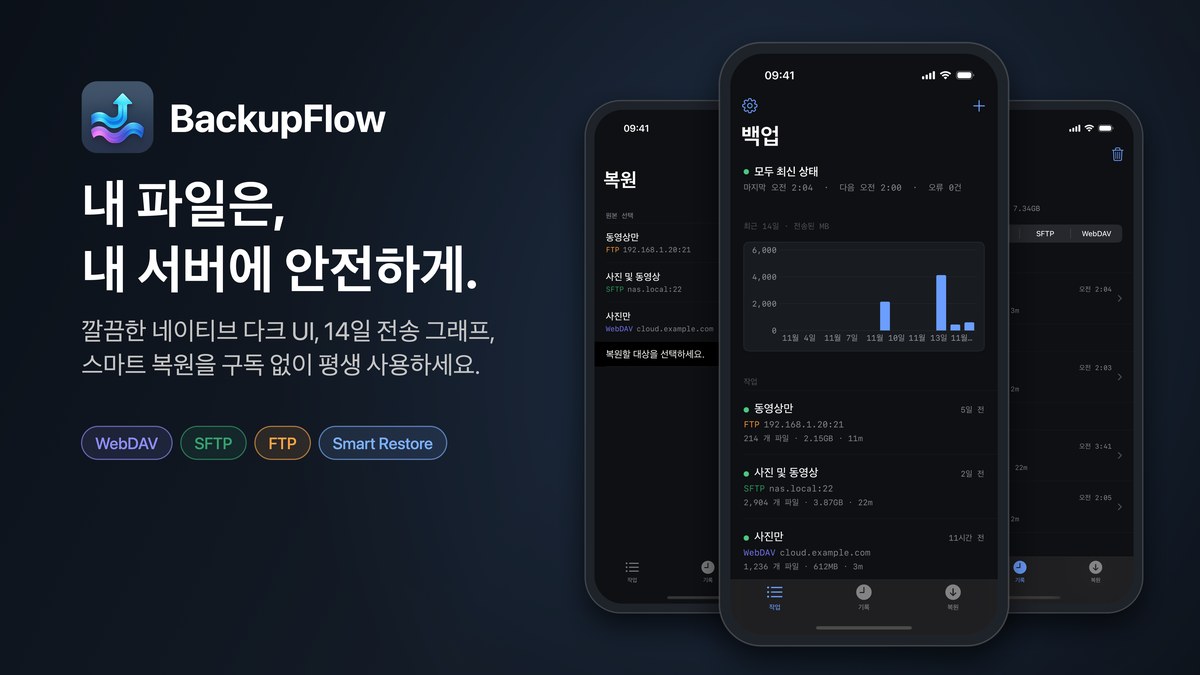 BackupFlow
내 파일은,
내 서버에 안전하게.
깔끔한 네이티브 다크 UI, 14일 전송 그래프,
스마트 복원을 구독 없이 평생 사용하세요.
WebDAV SFTP FTP Smart Restore
09:41
복원
원본 선택
동영상만
FTP 192.168.1.20:21
사진 및 동영상
SFTP nas.local:22
사진만
WebDAV cloud.example.com
복원할 대상을 선택하세요.
작업 기록
09:41
백업
모두 최신 상태
마지막 오전 2:04 · 다음 오전 2:00 · 오류 0건
최근 14일 · 전송된 MB
6,000
4,000
2,000
0
11월 4일 11월 7일 11월 10일 11월 13일 11월…
작업
동영상만 5일 전
FTP 192.168.1.20:21
214 개 파일 · 2.15GB · 11m
사진 및 동영상 2일 전
SFTP nas.local:22
2,904 개 파일 · 3.87GB · 22m
사진만 11시간 전
WebDAV cloud.example.com
1,236 개 파일 · 612MB · 3m
작업 기록 복원
7.34GB
SFTP WebDAV
오전 2:04
3m
오전 2:03
2m
오전 3:41
22m
오전 2:05
2m
기록 복원